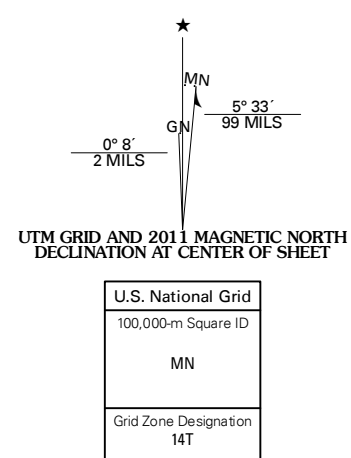 MN
5° 33´
99 MILS
GN
0° 8´
2 MILS
UTM GRID AND 2011 MAGNETIC NORTH
DECLINATION AT CENTER OF SHEET
U.S. National Grid
100,000-m Square ID
MN
Grid Zone Designation
14T